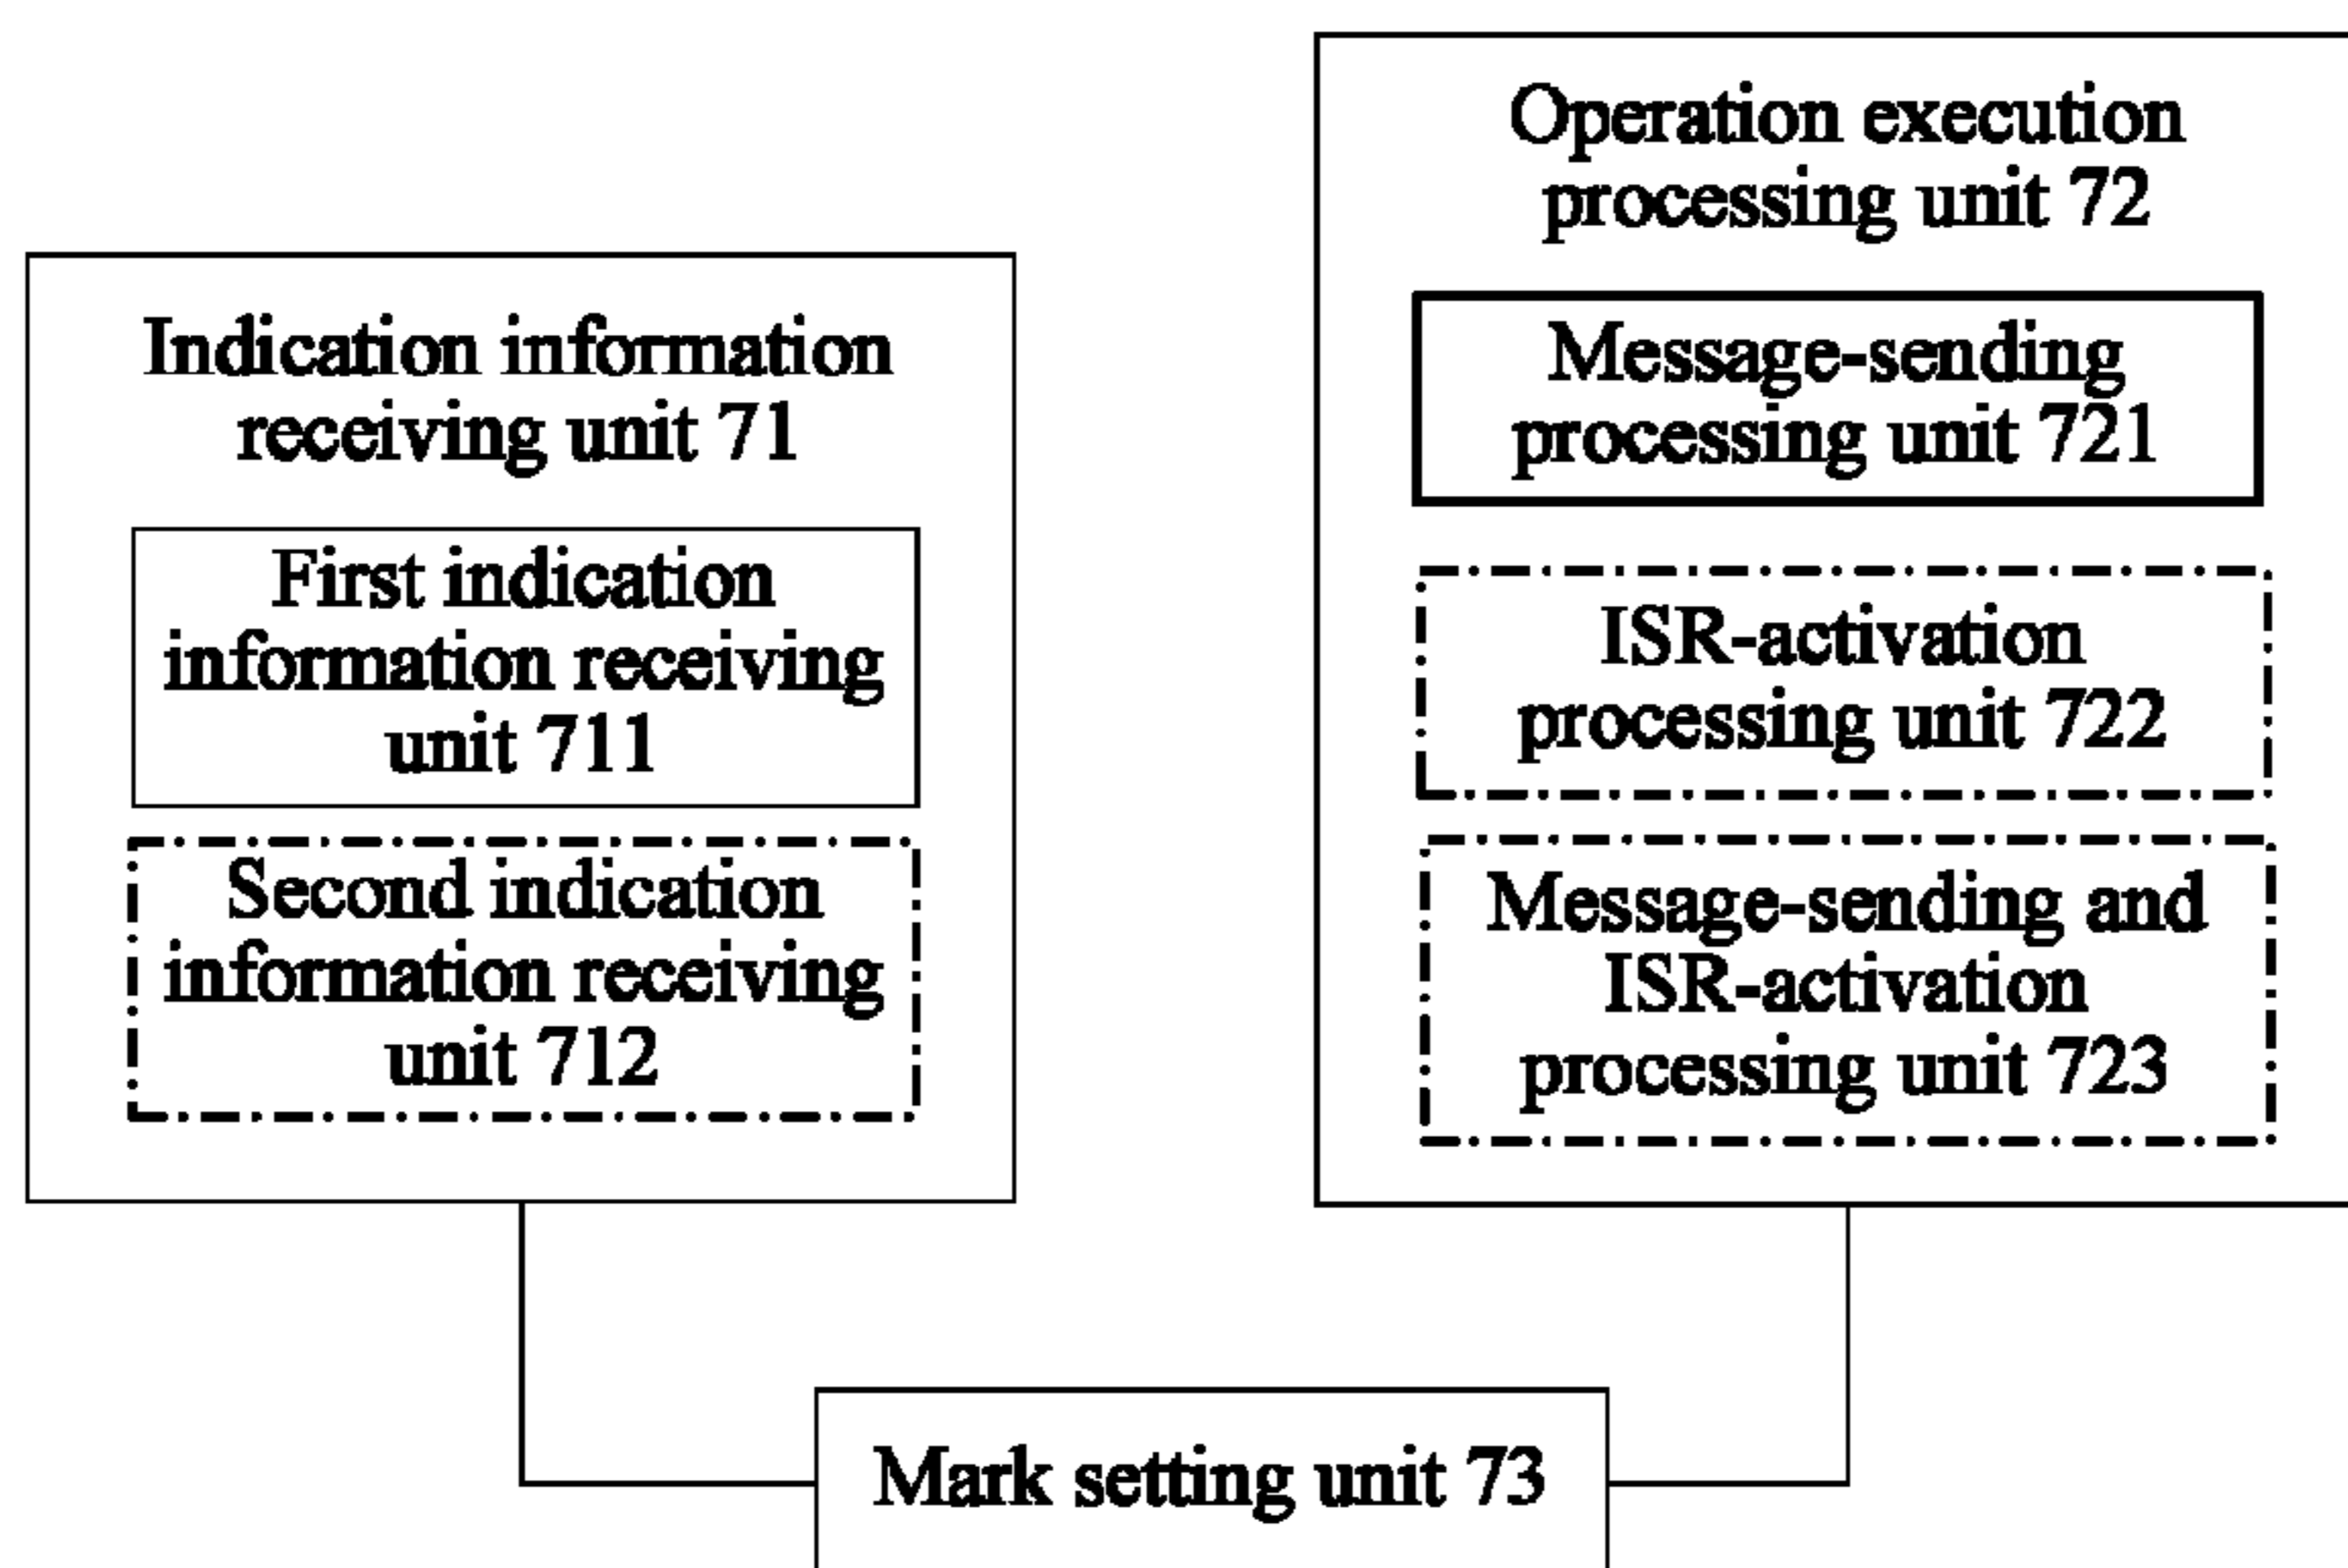 Indication information
receiving unit 71
First indication
information receiving
unit 711
Second indication
information receiving
unit 712
Operation execution
processing unit 72
Message-sending
processing unit 721
ISR-activation
processing unit 722
Message-sending and
ISR-activation
processing unit 723
Mark setting unit 73